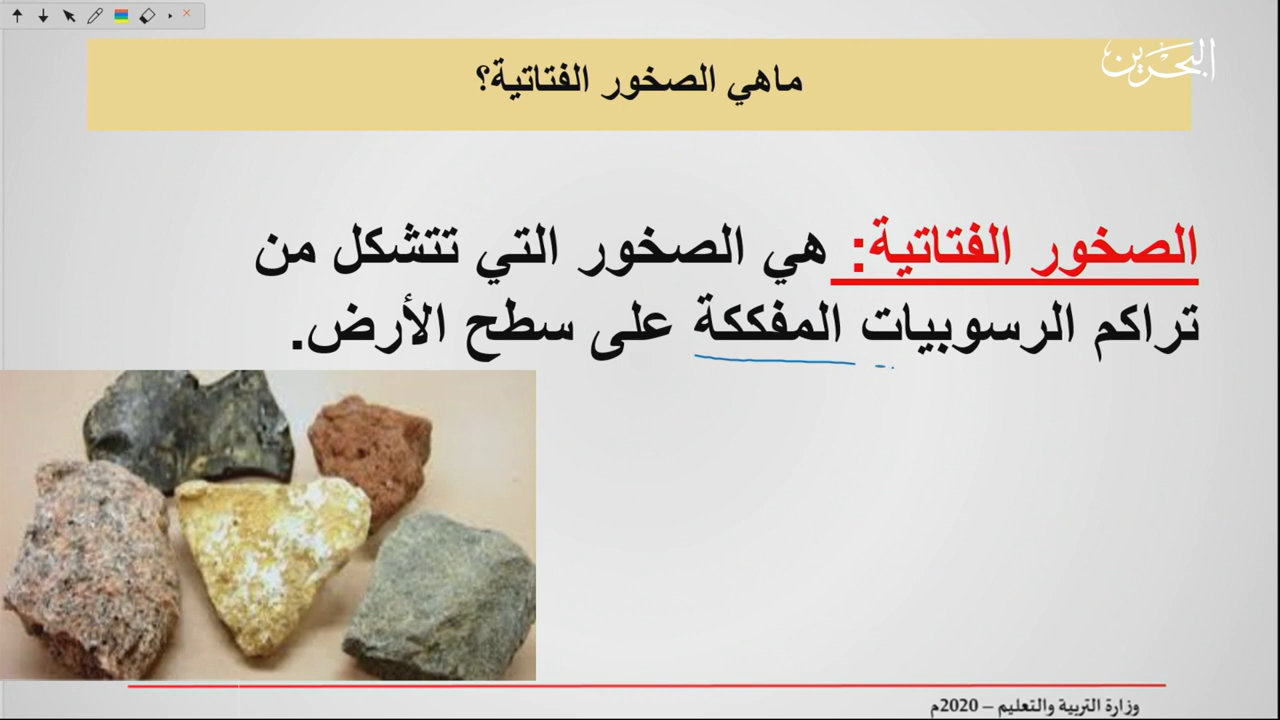 البحرين
ماهي الصخور الفتاتية؟
الصخور الفتاتية: هي الصخور التي تتشكل من
تراكم الرسوبيات المفككة على سطح الأرض.
وزارة التربية والتعليم – 2020م